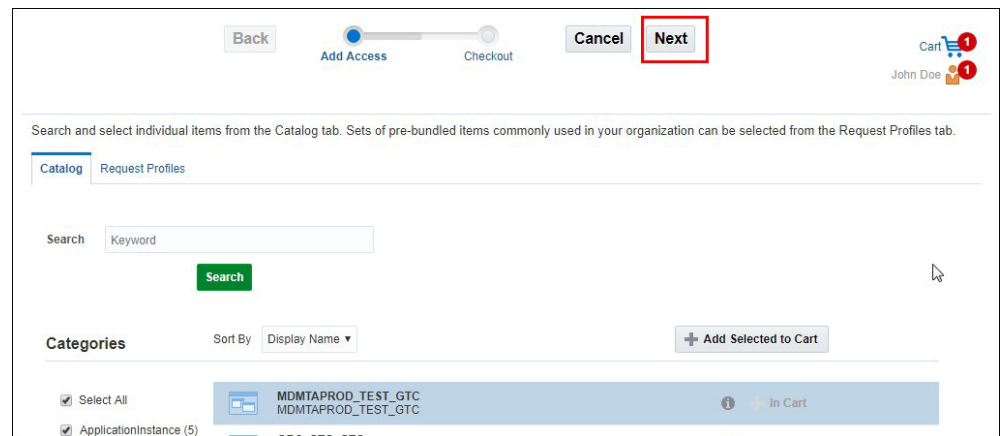 Back
Add Access
Checkout
Cancel
Next
Cart 1
John Doe 1
Search and select individual items from the Catalog tab. Sets of pre-bundled items commonly used in your organization can be selected from the Request Profiles tab.
Catalog Request Profiles
Search Keyword
Search
Categories
Sort By Display Name
Add Selected to Cart
Select All
MDMTAPROD_TEST_GTC
MDMTAPROD_TEST_GTC
In Cart
ApplicationInstance (5)